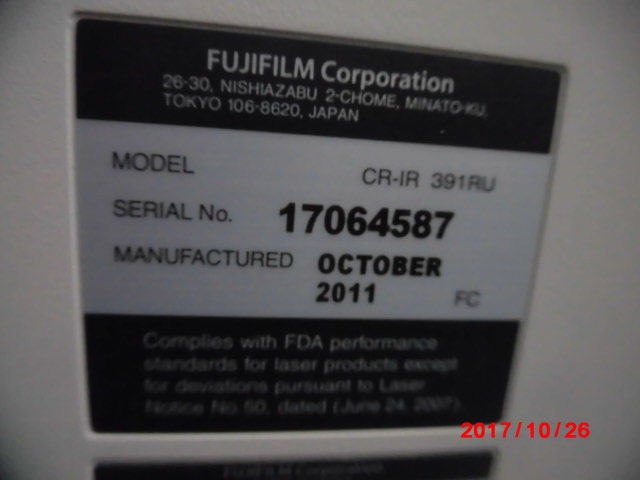 FUJIFILM Corporation
26-30, NISHIAZABU 2-CHOME, MINATO-KU,
TOKYO 106-8620, JAPAN
MODEL CR-IR 391RU
SERIAL No. 17064587
MANUFACTURED OCTOBER
2011 FC
Complies with FDA performance
standards for laser products except
for deviations pursuant to Laser
Notice No.50, dated (June 24, 2007).
2017/10/26
FUJIFILM Corporation